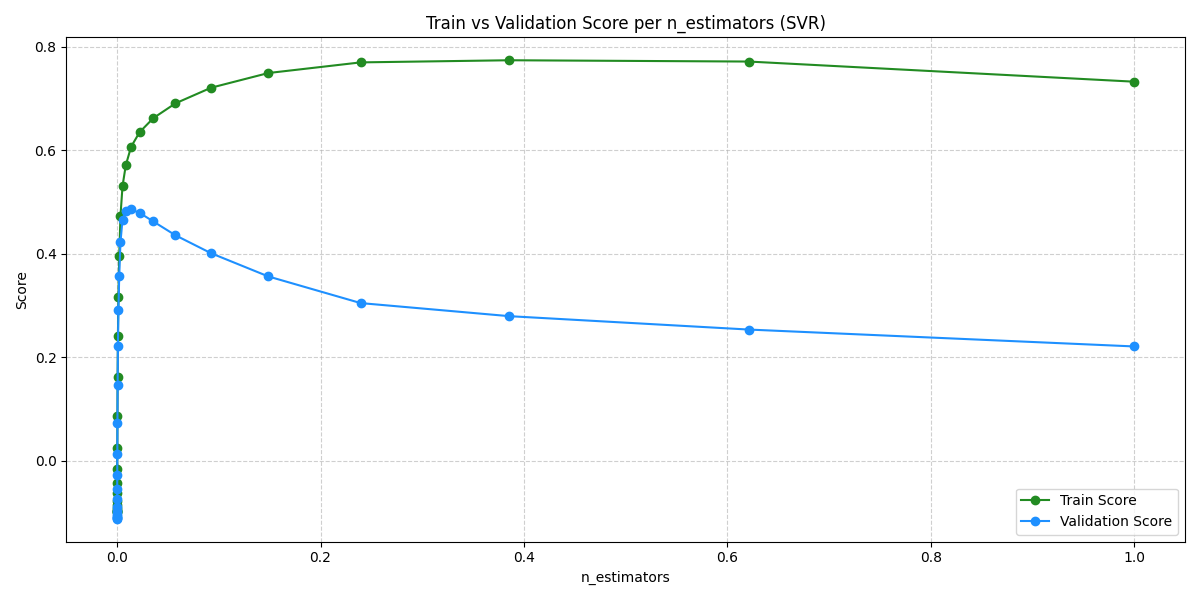 Train vs Validation Score per n_estimators (SVR)
0.8
0.6
0.4
0.2
0.0
Score
0.0 0.2 0.4 0.6 0.8 1.0
n_estimators
Train Score
Validation Score